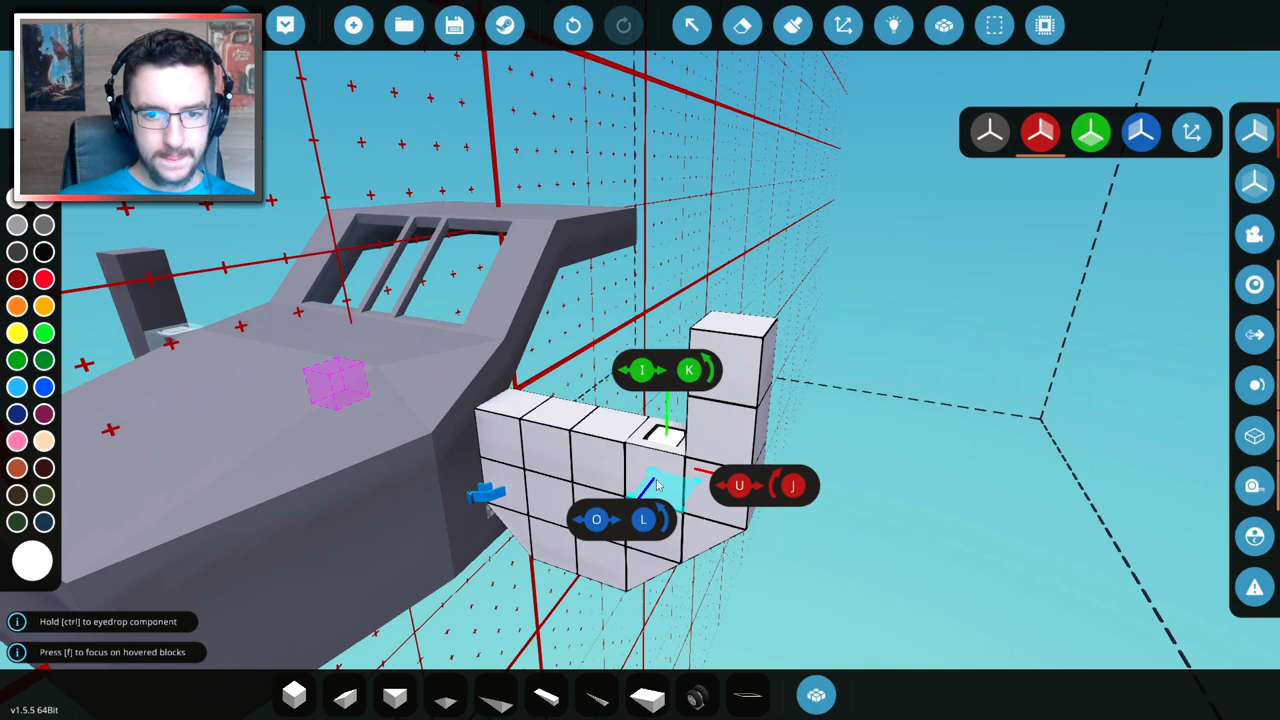 I K
U J
O L
Hold [ctrl] to eyedrop component
Press [f] to focus on hovered blocks
v1.5.5 64Bit